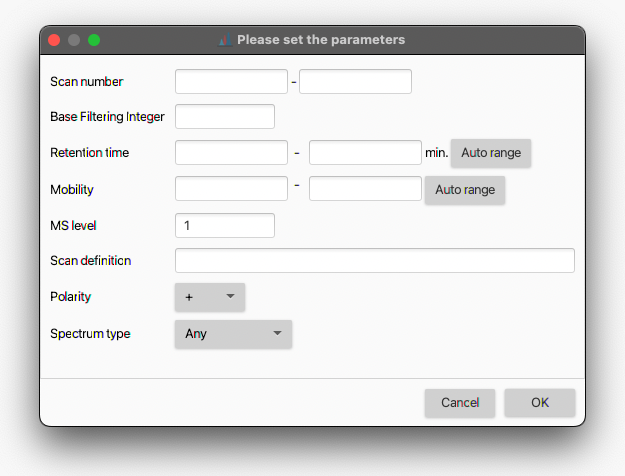 Please set the parameters
Scan number -
Base Filtering Integer
Retention time - min. Auto range
Mobility - Auto range
MS level 1
Scan definition
Polarity +
Spectrum type Any
Cancel OK